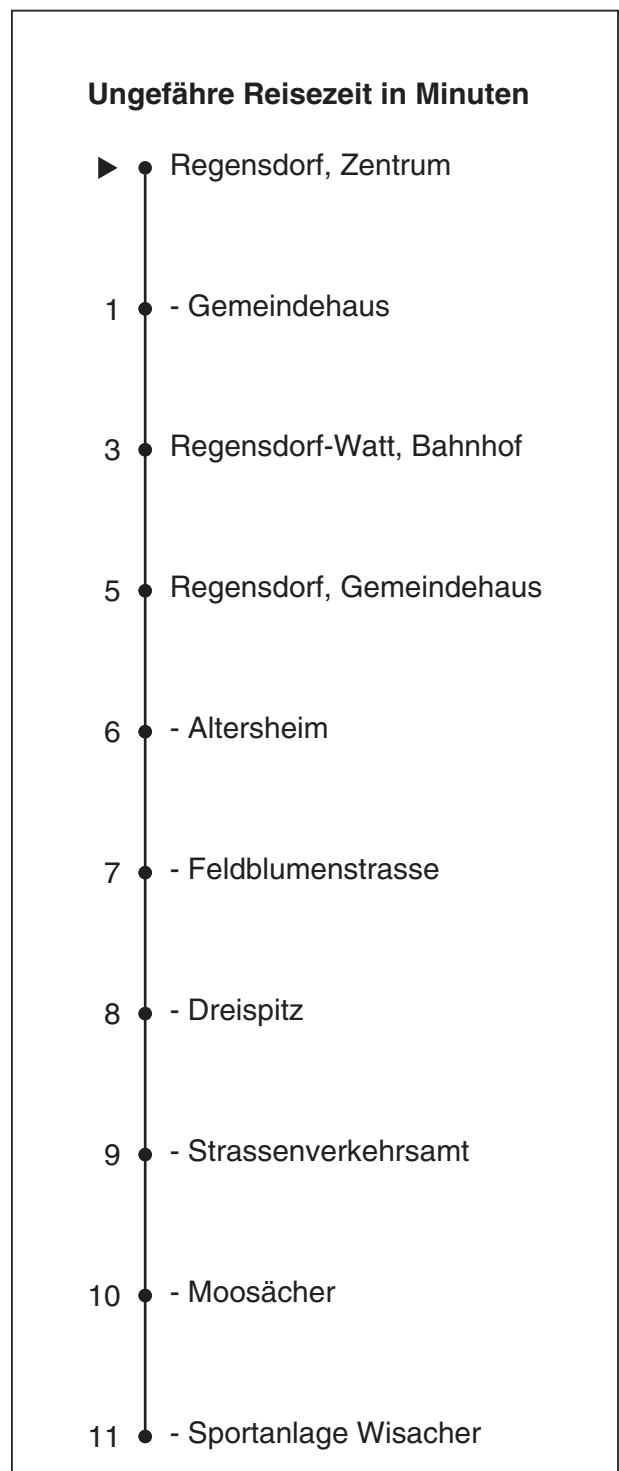 Ungefähre Reisezeit in Minuten
Regensdorf, Zentrum
1 - Gemeindehaus
3 Regensdorf-Watt, Bahnhof
5 Regensdorf, Gemeindehaus
6 - Altersheim
7 - Feldblumenstrasse
8 - Dreispitz
9 - Strassenverkehrsamt
10 - Moosächer
11 - Sportanlage Wisacher